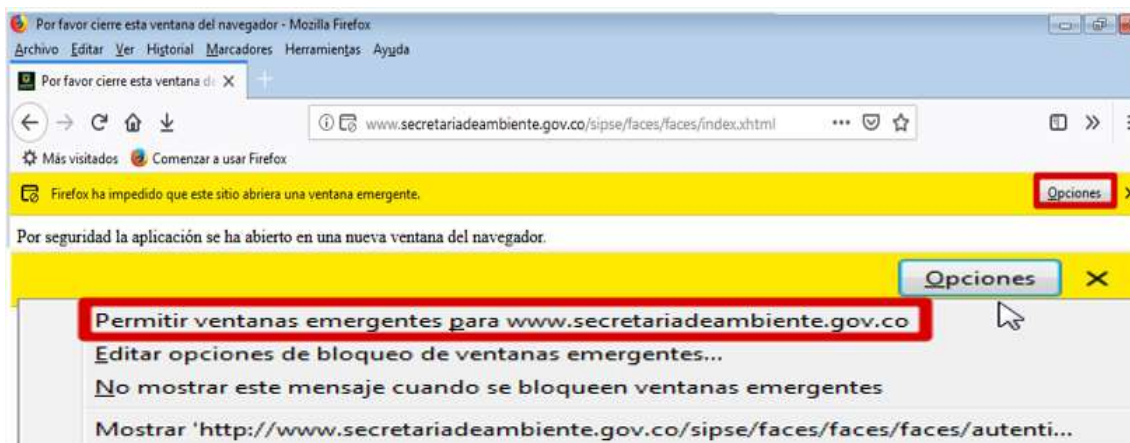 Por favor cierre esta ventana del navegador - Mozilla Firefox
Archivo Editar Ver Historial Marcadores Herramientas Ayuda
Por favor cierre esta ventana de
www.secretariadeambiente.gov.co/sipse/faces/faces/index.xhtml
Más visitados Comenzar a usar Firefox
Firefox ha impedido que este sitio abriera una ventana emergente. Opciones
Por seguridad la aplicación se ha abierto en una nueva ventana del navegador.
Opciones
Permitir ventanas emergentes para www.secretariadeambiente.gov.co
Editar opciones de bloqueo de ventanas emergentes...
No mostrar este mensaje cuando se bloqueen ventanas emergentes
Mostrar 'http://www.secretariadeambiente.gov.co/sipse/faces/faces/faces/autenti...